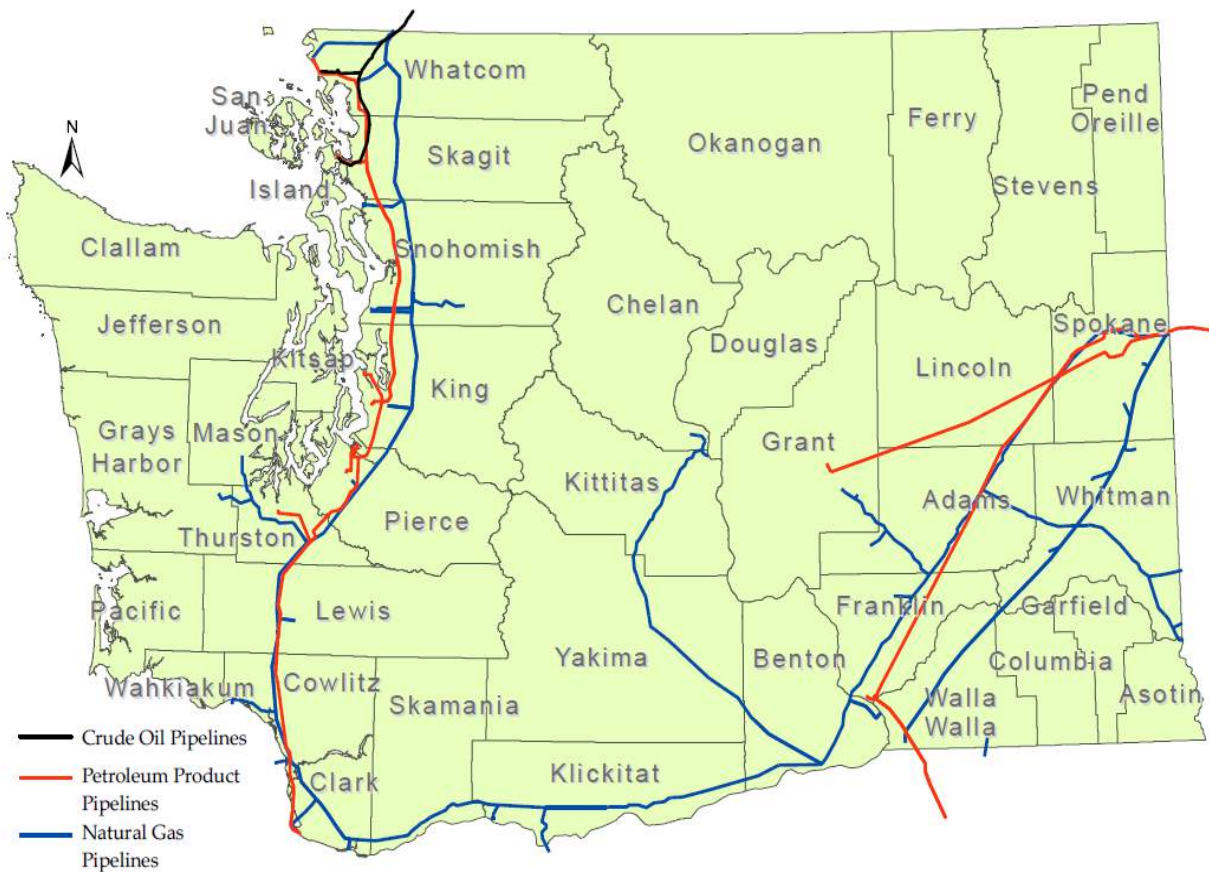 N
Whatcom
San
Juan
Pend
Oreille
Ferry
Okanogan
Skagit
Stevens
Island
Clallam
Snohomish
Chelan
Jefferson
Spokane
Douglas
Kitsap
Lincoln
King
Grays
Harbor
Mason
Grant
Kittitas
Adams
Whitman
Pierce
Thurston
Pacific
Lewis
Franklin
Garfield
Yakima
Benton
Columbia
Wahkiakum
Cowlitz
Skamania
Walla
Walla
Asotin
Klickitat
Clark
Crude Oil Pipelines
Petroleum Product
Pipelines
Natural Gas
Pipelines